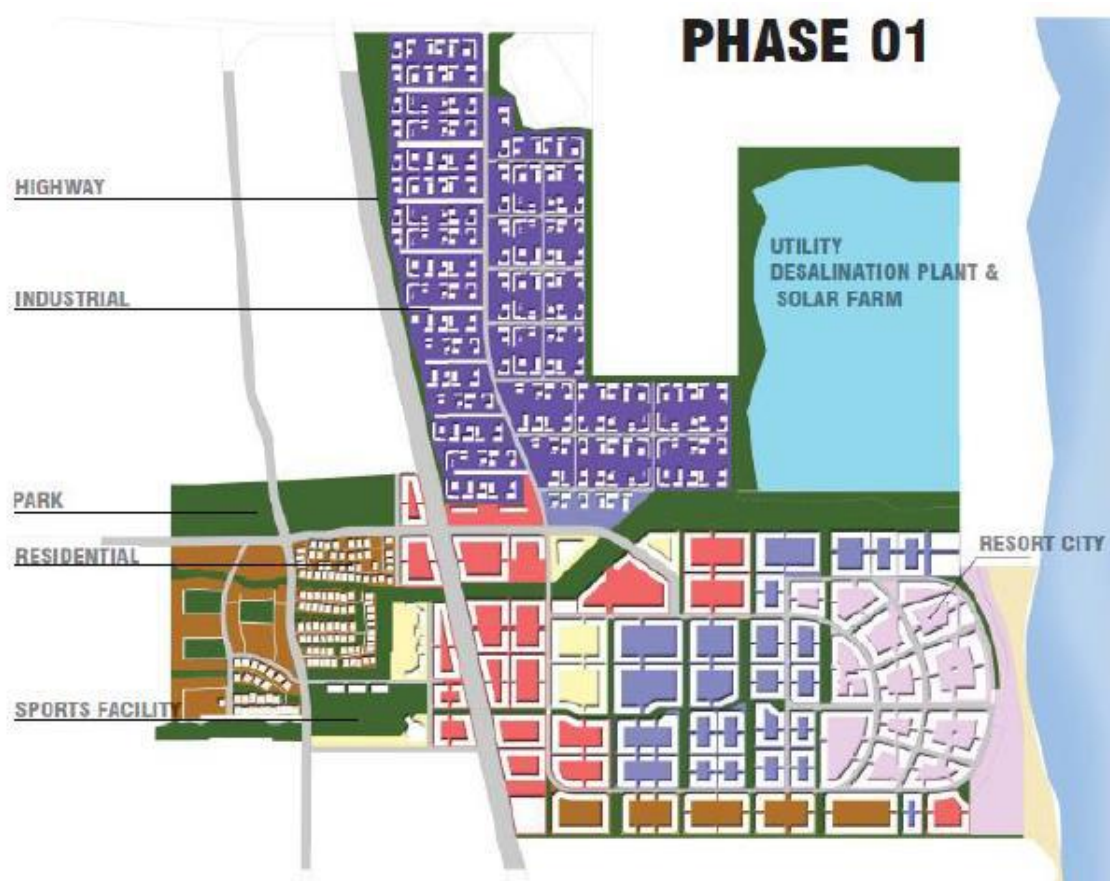 PHASE 01
HIGHWAY
UTILITY
DESALINATION PLANT &
SOLAR FARM
INDUSTRIAL
PARK
RESIDENTIAL
RESORT CITY
SPORTS FACILITY